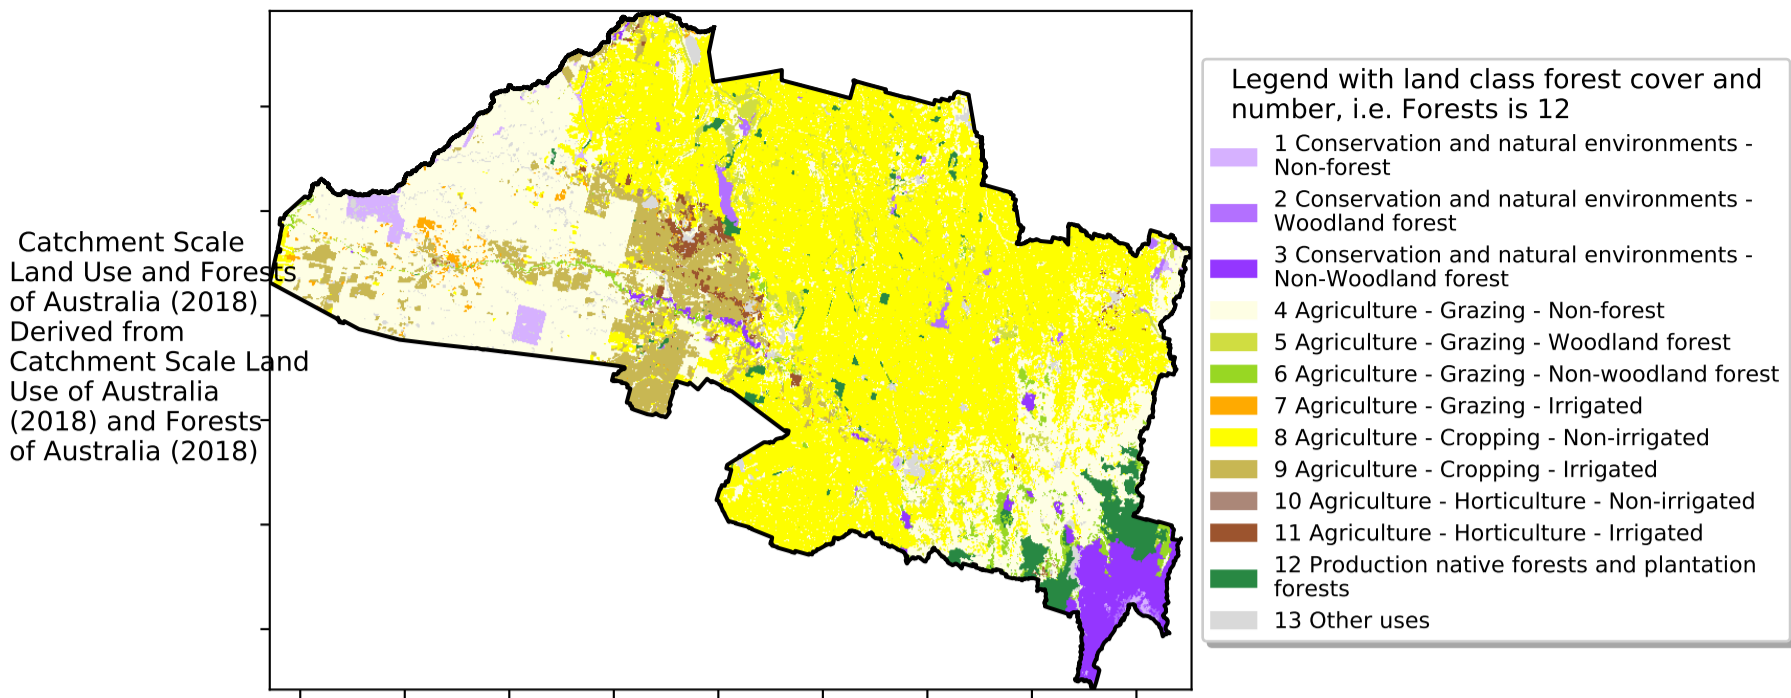 Catchment Scale
Land Use and Forests
of Australia (2018)
Derived from
Catchment Scale Land
Use of Australia
(2018) and Forests
of Australia (2018)
Legend with land class forest cover and
number, i.e. Forests is 12
1 Conservation and natural environments -
Non-forest
2 Conservation and natural environments -
Woodland forest
3 Conservation and natural environments -
Non-Woodland forest
4 Agriculture - Grazing - Non-forest
5 Agriculture - Grazing - Woodland forest
6 Agriculture - Grazing - Non-woodland forest
7 Agriculture - Grazing - Irrigated
8 Agriculture - Cropping - Non-irrigated
9 Agriculture - Cropping - Irrigated
10 Agriculture - Horticulture - Non-irrigated
11 Agriculture - Horticulture - Irrigated
12 Production native forests and plantation
forests
13 Other uses